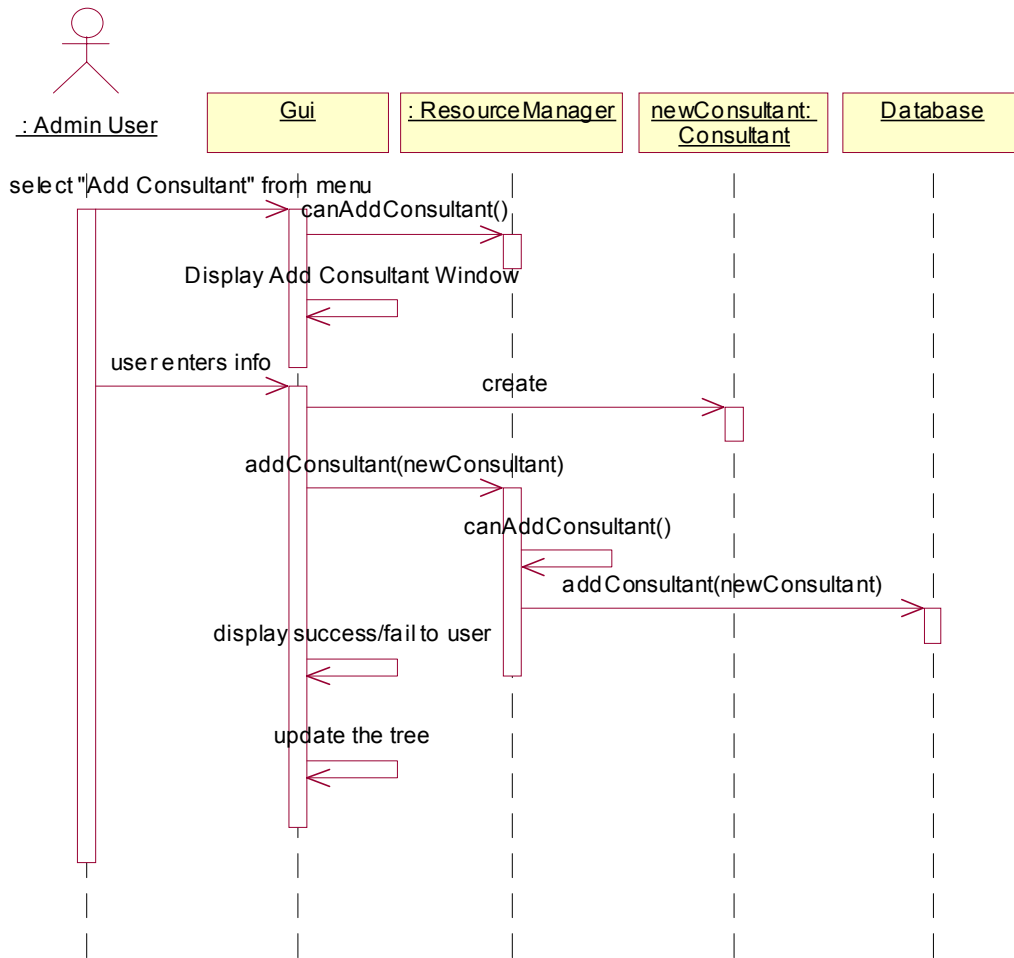 : Admin User
Gui
: ResourceManager
newConsultant:
Consultant
Database
select "Add Consultant" from menu
canAddConsultant()
Display Add Consultant Window
user enters info
create
addConsultant(newConsultant)
canAddConsultant()
addConsultant(newConsultant)
display success/fail to user
update the tree